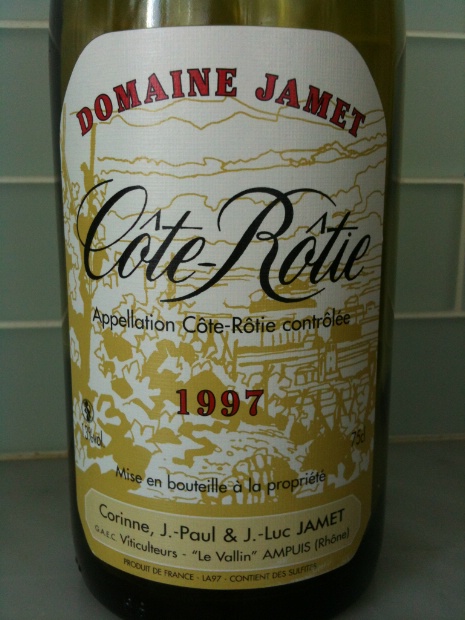 DOMAINE JAMET
Côte-Rôtie
Appellation Côte-Rôtie contrôlée
1997
75cl
Mise en bouteille à la propriété
Corinne, J.-Paul & J.-Luc JAMET
G.A.E.C Viticulteurs - "Le Vallin" AMPUIS (Rhône)
PRODUIT DE FRANCE - LA97 - CONTIENT DES SULFITES